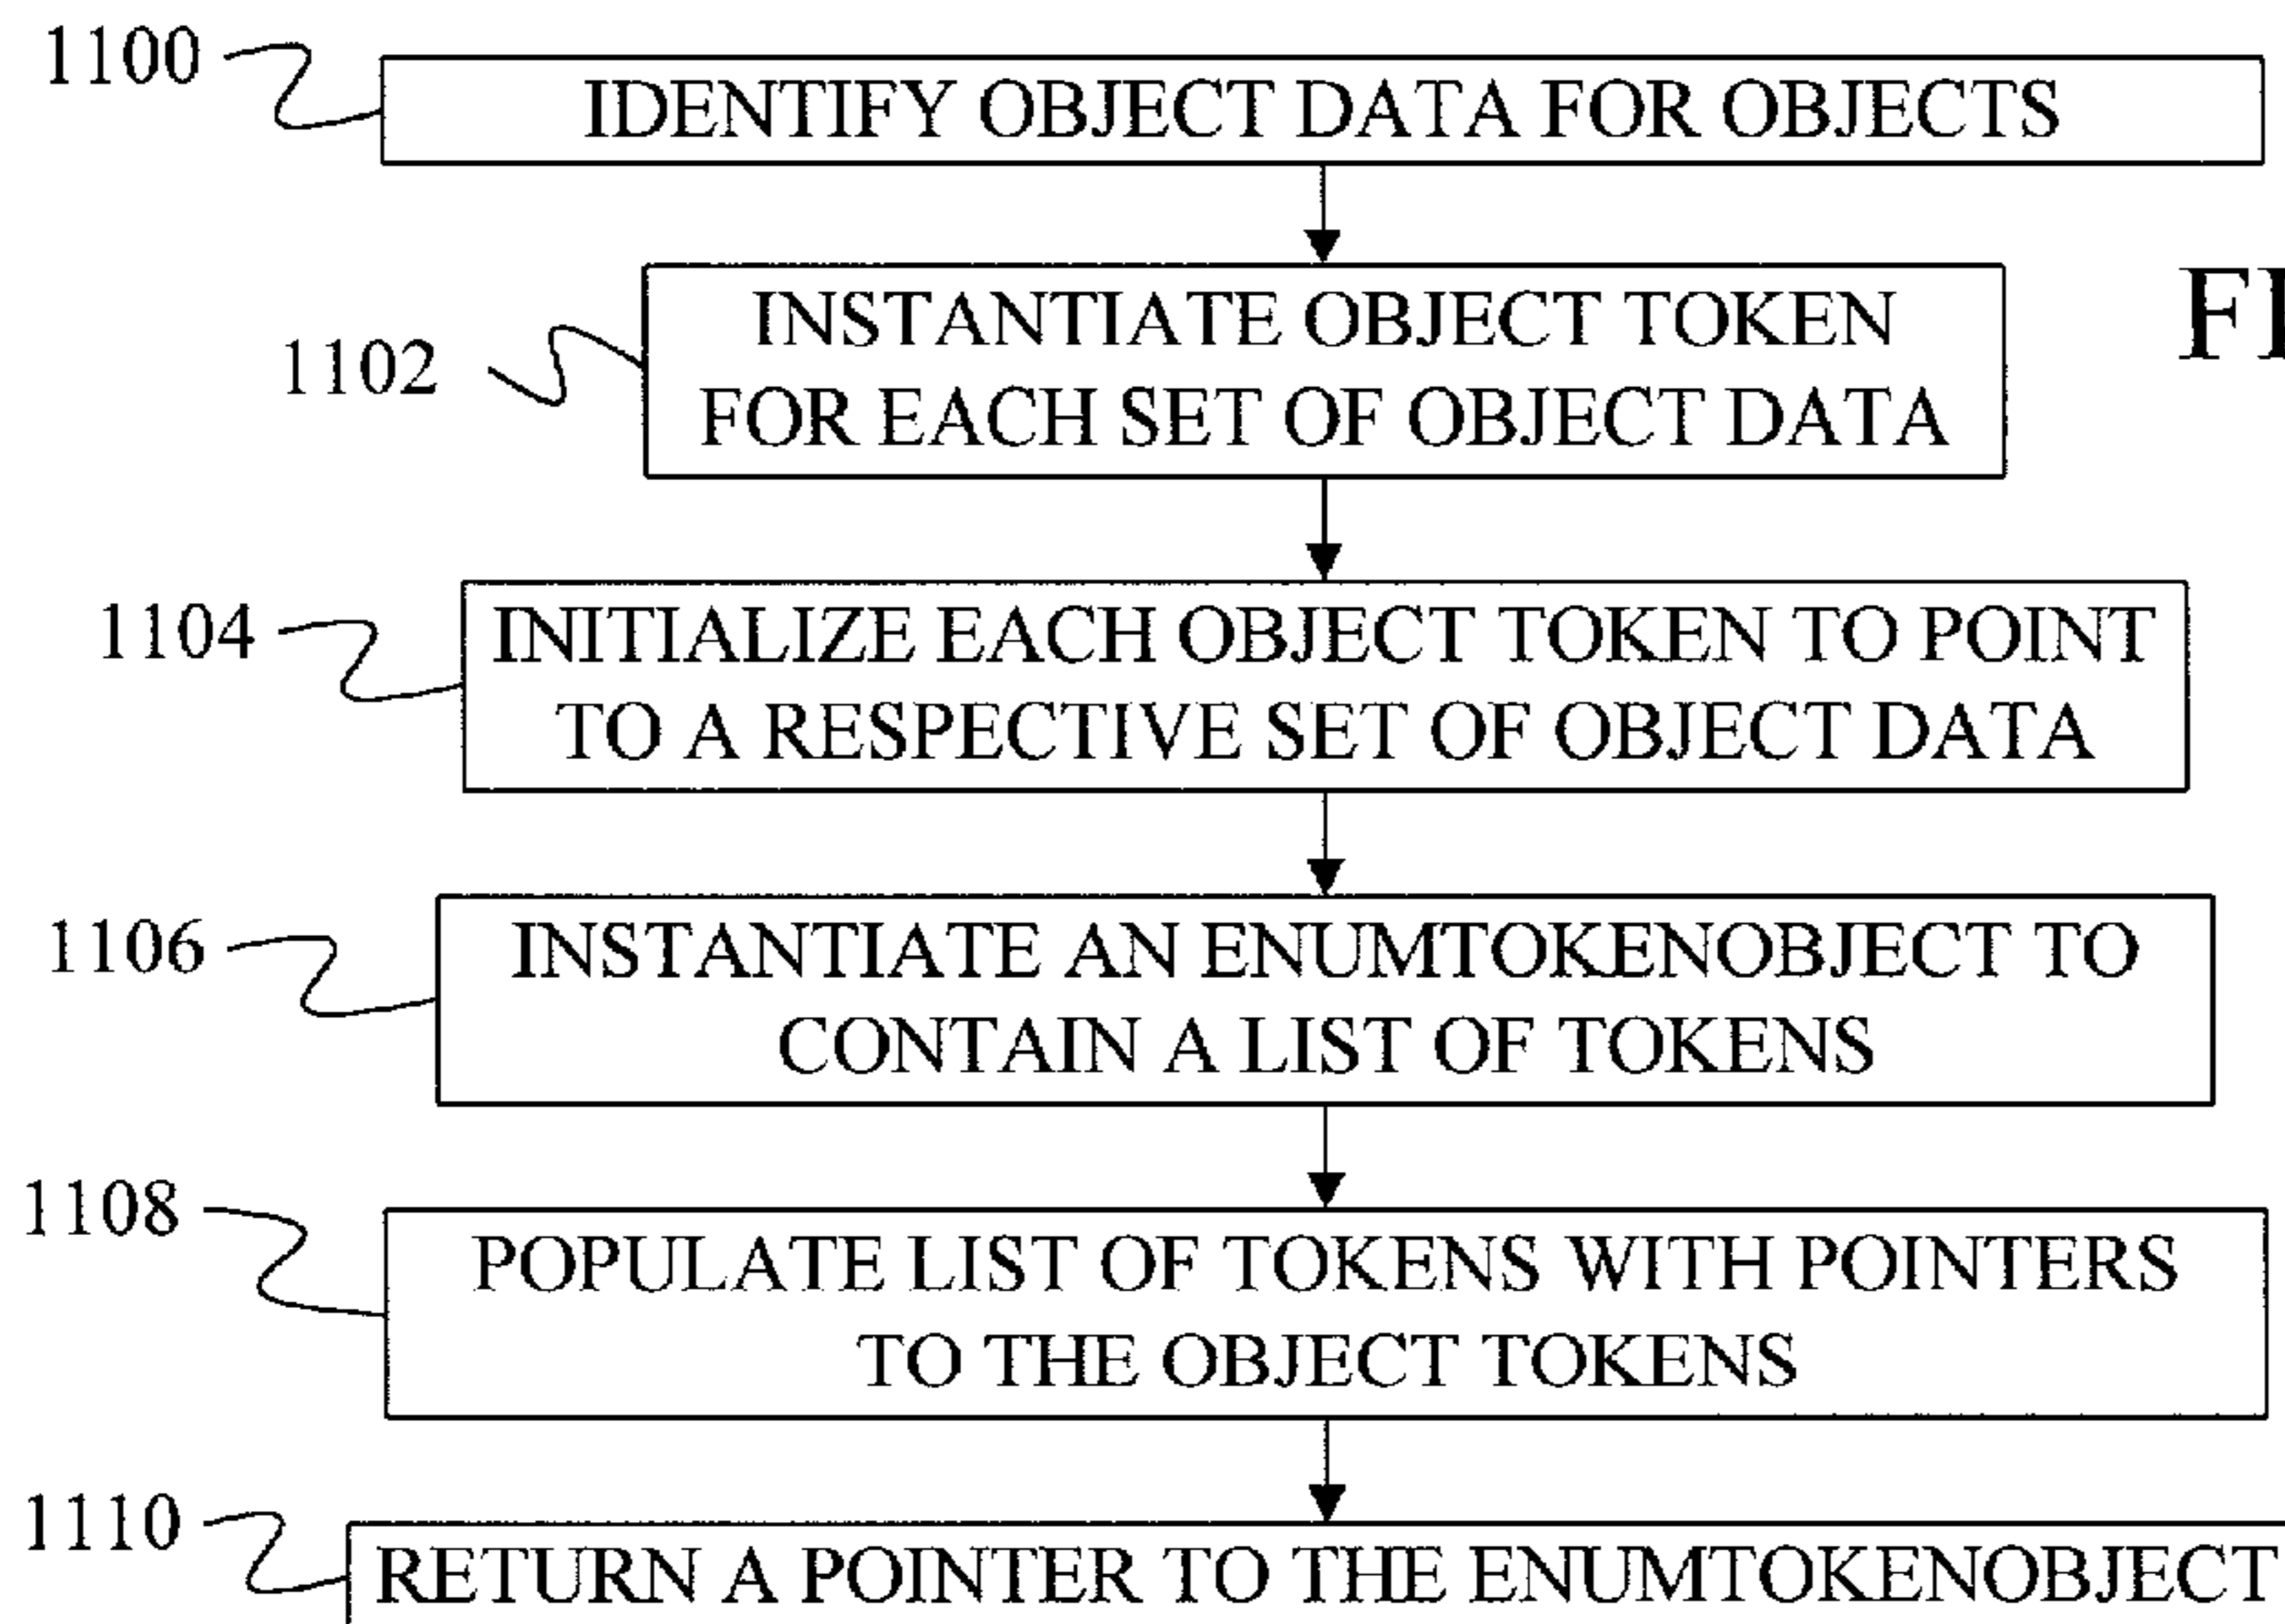 1100
IDENTIFY OBJECT DATA FOR OBJECTS
1102
INSTANTIATE OBJECT TOKEN
FOR EACH SET OF OBJECT DATA
1104
INITIALIZE EACH OBJECT TOKEN TO POINT
TO A RESPECTIVE SET OF OBJECT DATA
1106
INSTANTIATE AN ENUMTOKENOBJECT TO
CONTAIN A LIST OF TOKENS
1108
POPULATE LIST OF TOKENS WITH POINTERS
TO THE OBJECT TOKENS
1110
RETURN A POINTER TO THE ENUMTOKENOBJECT